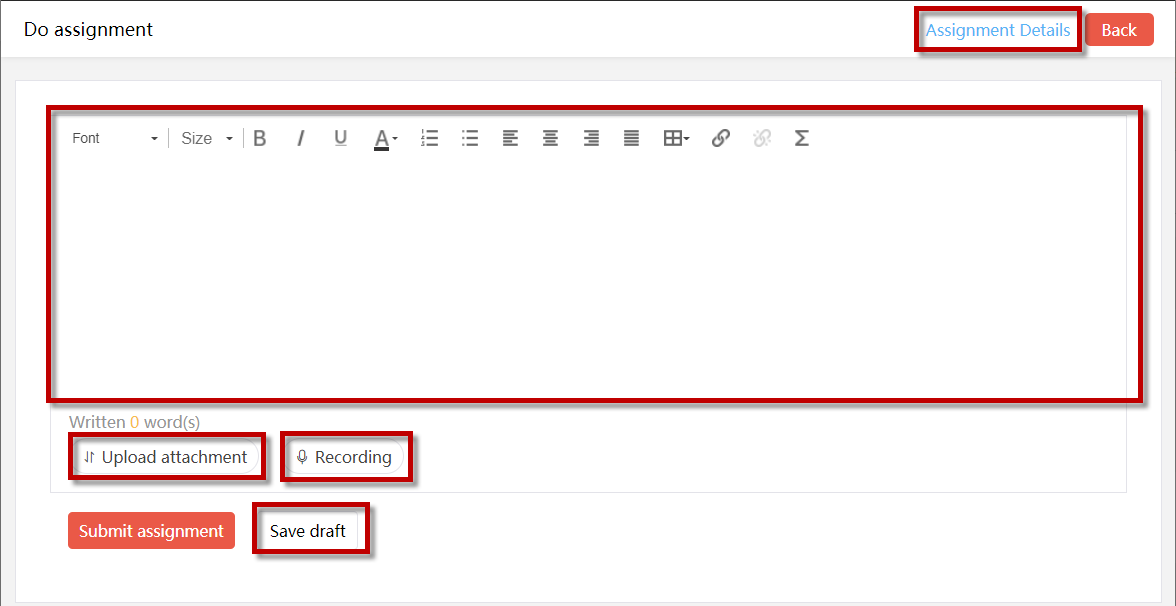 Do assignment
Assignment Details Back
Font Size B I U A Σ
Written 0 word(s)
Upload attachment Recording
Submit assignment Save draft